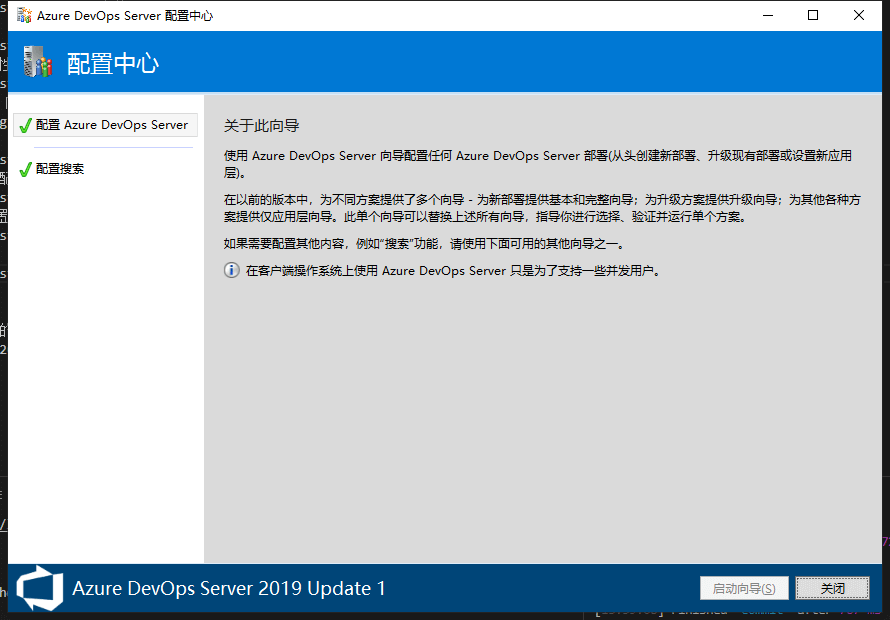 Azure DevOps Server 配置中心
配置中心
配置 Azure DevOps Server
配置搜索
关于此向导
使用 Azure DevOps Server 向导配置任何 Azure DevOps Server 部署(从头创建新部署、升级现有部署或设置新应用
层)。
在以前的版本中，为不同方案提供了多个向导 - 为新部署提供基本和完整向导；为升级方案提供升级向导；为其他各种方
案提供仅应用层向导。此单个向导可以替换上述所有向导，指导你进行选择、验证并运行单个方案。
如果需要配置其他内容，例如“搜索”功能，请使用下面可用的其他向导之一。
在客户端操作系统上使用 Azure DevOps Server 只是为了支持一些并发用户。
Azure DevOps Server 2019 Update 1
启动向导(S)
关闭